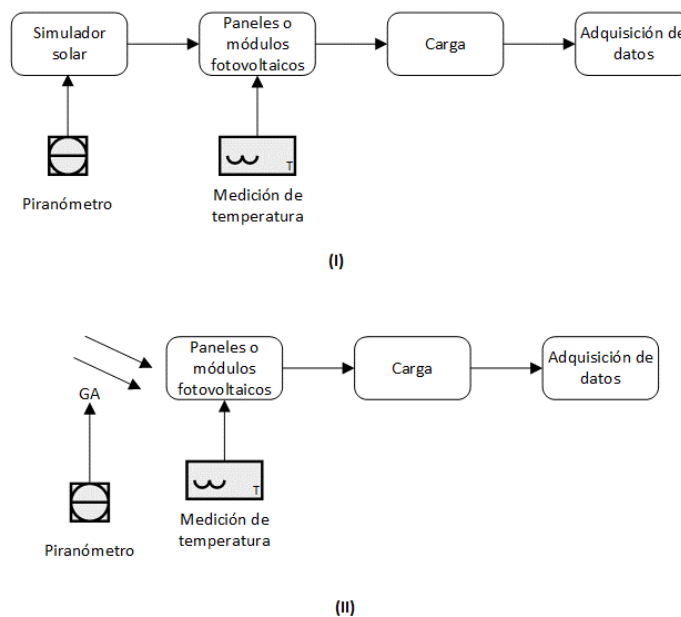 Simulador
solar
Paneles o
módulos
fotovoltaicos
Carga
Adquisición de
datos
Piranómetro
T
Medición de
temperatura
(I)
GA
Paneles o
módulos
fotovoltaicos
Carga
Adquisición de
datos
Piranómetro
T
Medición de
temperatura
(II)